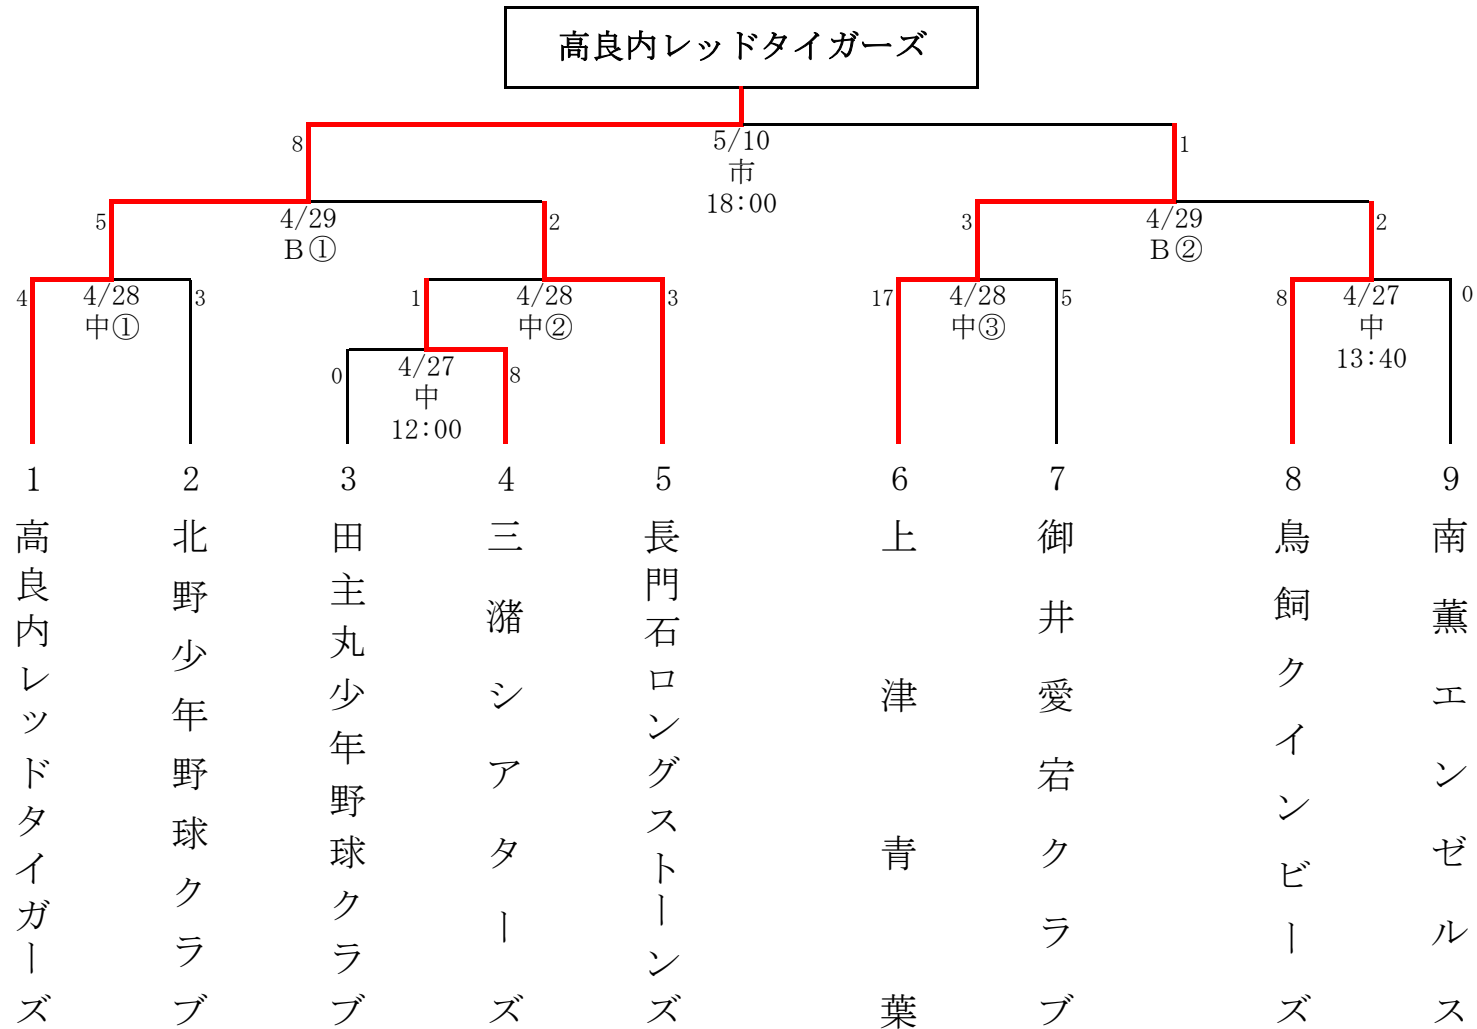 高良内レッドタイガーズ
8
5/10
市
18:00
1
5
4/29
B①
2
3
4/29
B②
2
4
4/28
中①
3
1
4/28
中②
3
17
4/28
中③
5
8
4/27
中
13:40
0
0
4/27
中
12:00
8
1
2
3
4
5
6
7
8
9
高良内レッドタイガーズ
北野少年野球クラブ
田主丸少年野球クラブ
三潴シアターズ
長門石ロングストーンズ
上津青葉
御井愛宕クラブ
鳥飼クインビーズ
南薫エンゼルス